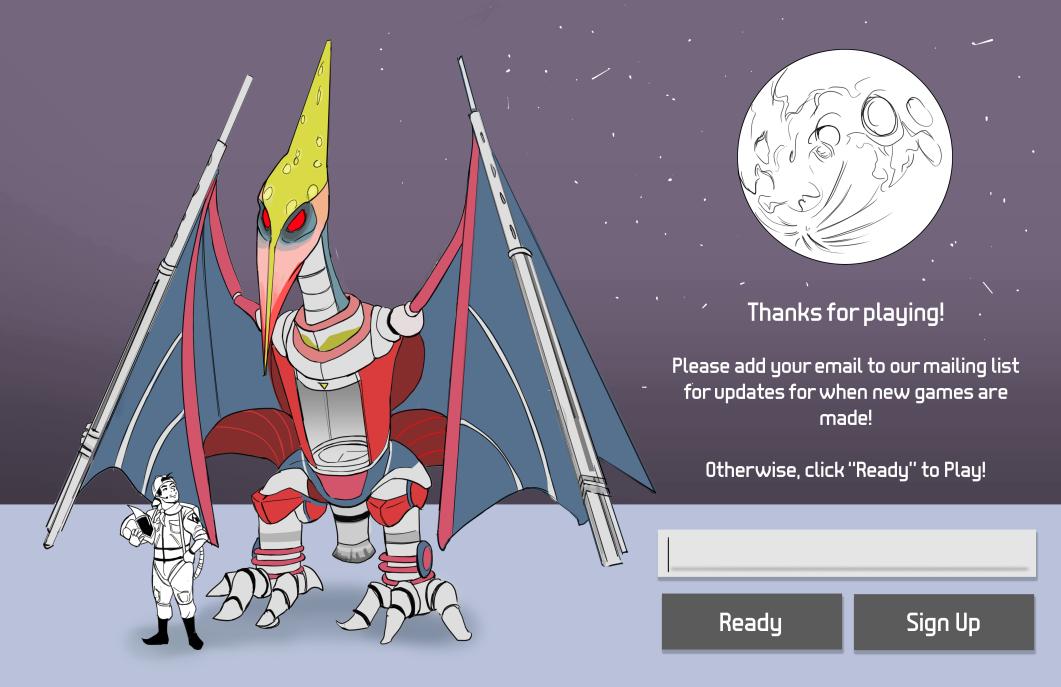 Thanks for playing!
Please add your email to our mailing list
for updates for when new games are
made!
Otherwise, click "Ready" to Play!
Ready
Sign Up